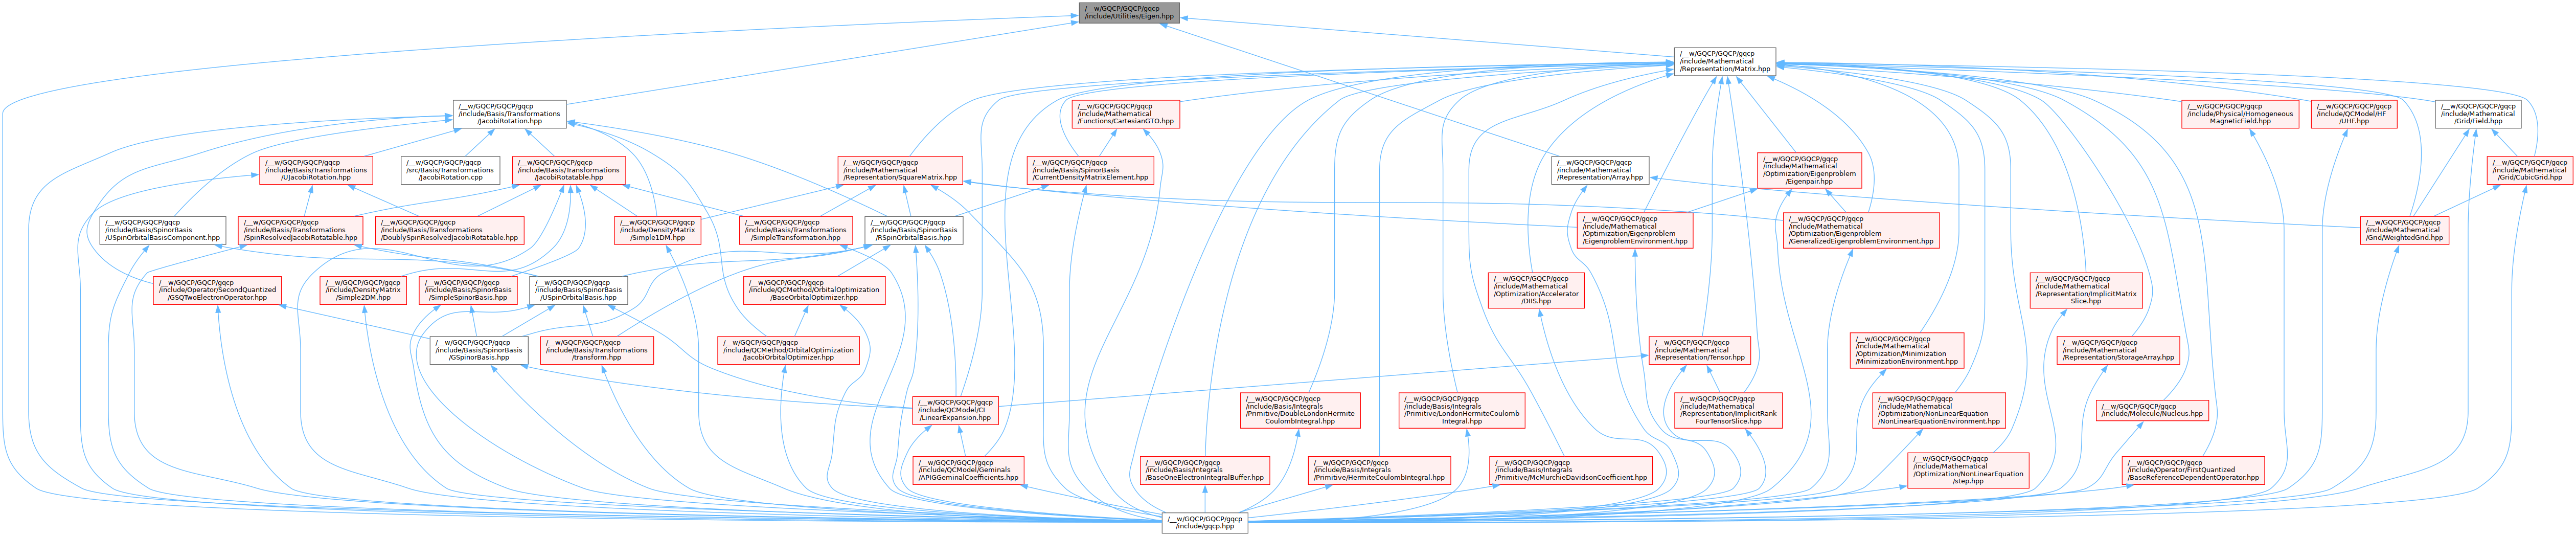 /__w/GQCP/GQCP/gqcp
/include/Utilities/Eigen.hpp
/__w/GQCP/GQCP/gqcp
/include/Mathematical
/Representation/Matrix.hpp
/__w/GQCP/GQCP/gqcp
/include/Basis/Transformations
/JacobiRotation.hpp
/__w/GQCP/GQCP/gqcp
/include/Mathematical
/Functions/CartesianGTO.hpp
/__w/GQCP/GQCP/gqcp
/include/Physical/Homogeneous
MagneticField.hpp
/__w/GQCP/GQCP/gqcp
/include/QCModel/HF
/UHF.hpp
/__w/GQCP/GQCP/gqcp
/include/Mathematical
/Grid/Field.hpp
/__w/GQCP/GQCP/gqcp
/include/Basis/Transformations
/UJacobiRotation.hpp
/__w/GQCP/GQCP/gqcp
/src/Basis/Transformations
/JacobiRotation.cpp
/__w/GQCP/GQCP/gqcp
/include/Basis/Transformations
/JacobiRotatable.hpp
/__w/GQCP/GQCP/gqcp
/include/Mathematical
/Representation/SquareMatrix.hpp
/__w/GQCP/GQCP/gqcp
/include/Basis/SpinorBasis
/CurrentDensityMatrixElement.hpp
/__w/GQCP/GQCP/gqcp
/include/Mathematical
/Representation/Array.hpp
/__w/GQCP/GQCP/gqcp
/include/Mathematical
/Optimization/Eigenproblem
/Eigenpair.hpp
/__w/GQCP/GQCP/gqcp
/include/Mathematical
/Grid/CubicGrid.hpp
/__w/GQCP/GQCP/gqcp
/include/Basis/SpinorBasis
/USpinOrbitalBasisComponent.hpp
/__w/GQCP/GQCP/gqcp
/include/Basis/Transformations
/SpinResolvedJacobiRotatable.hpp
/__w/GQCP/GQCP/gqcp
/include/Basis/Transformations
/DoublySpinResolvedJacobiRotatable.hpp
/__w/GQCP/GQCP/gqcp
/include/DensityMatrix
/Simple1DM.hpp
/__w/GQCP/GQCP/gqcp
/include/Basis/Transformations
/SimpleTransformation.hpp
/__w/GQCP/GQCP/gqcp
/include/Basis/SpinorBasis
/RSpinOrbitalBasis.hpp
/__w/GQCP/GQCP/gqcp
/include/Mathematical
/Optimization/Eigenproblem
/EigenproblemEnvironment.hpp
/__w/GQCP/GQCP/gqcp
/include/Mathematical
/Optimization/Eigenproblem
/GeneralizedEigenproblemEnvironment.hpp
/__w/GQCP/GQCP/gqcp
/include/Mathematical
/Grid/WeightedGrid.hpp
/__w/GQCP/GQCP/gqcp
/include/Operator/SecondQuantized
/GSQTwoElectronOperator.hpp
/__w/GQCP/GQCP/gqcp
/include/DensityMatrix
/Simple2DM.hpp
/__w/GQCP/GQCP/gqcp
/include/Basis/SpinorBasis
/SimpleSpinorBasis.hpp
/__w/GQCP/GQCP/gqcp
/include/Basis/SpinorBasis
/USpinOrbitalBasis.hpp
/__w/GQCP/GQCP/gqcp
/include/QCMethod/OrbitalOptimization
/BaseOrbitalOptimizer.hpp
/__w/GQCP/GQCP/gqcp
/include/Mathematical
/Optimization/Accelerator
/DIIS.hpp
/__w/GQCP/GQCP/gqcp
/include/Mathematical
/Representation/ImplicitMatrix
Slice.hpp
/__w/GQCP/GQCP/gqcp
/include/Basis/SpinorBasis
/GSpinorBasis.hpp
/__w/GQCP/GQCP/gqcp
/include/Basis/Transformations
/transform.hpp
/__w/GQCP/GQCP/gqcp
/include/QCMethod/OrbitalOptimization
/JacobiOrbitalOptimizer.hpp
/__w/GQCP/GQCP/gqcp
/include/Mathematical
/Representation/Tensor.hpp
/__w/GQCP/GQCP/gqcp
/include/Mathematical
/Optimization/Minimization
/MinimizationEnvironment.hpp
/__w/GQCP/GQCP/gqcp
/include/Mathematical
/Representation/StorageArray.hpp
/__w/GQCP/GQCP/gqcp
/include/QCModel/CI
/LinearExpansion.hpp
/__w/GQCP/GQCP/gqcp
/include/Basis/Integrals
/Primitive/DoubleLondonHermite
CoulombIntegral.hpp
/__w/GQCP/GQCP/gqcp
/include/Basis/Integrals
/Primitive/LondonHermiteCoulomb
Integral.hpp
/__w/GQCP/GQCP/gqcp
/include/Mathematical
/Representation/ImplicitRank
FourTensorSlice.hpp
/__w/GQCP/GQCP/gqcp
/include/Mathematical
/Optimization/NonLinearEquation
/NonLinearEquationEnvironment.hpp
/__w/GQCP/GQCP/gqcp
/include/Molecule/Nucleus.hpp
/__w/GQCP/GQCP/gqcp
/include/QCModel/Geminals
/APIGGeminalCoefficients.hpp
/__w/GQCP/GQCP/gqcp
/include/Basis/Integrals
/BaseOneElectronIntegralBuffer.hpp
/__w/GQCP/GQCP/gqcp
/include/Basis/Integrals
/Primitive/HermiteCoulombIntegral.hpp
/__w/GQCP/GQCP/gqcp
/include/Basis/Integrals
/Primitive/McMurchieDavidsonCoefficient.hpp
/__w/GQCP/GQCP/gqcp
/include/Mathematical
/Optimization/NonLinearEquation
/step.hpp
/__w/GQCP/GQCP/gqcp
/include/Operator/FirstQuantized
/BaseReferenceDependentOperator.hpp
/__w/GQCP/GQCP/gqcp
/include/gqcp.hpp